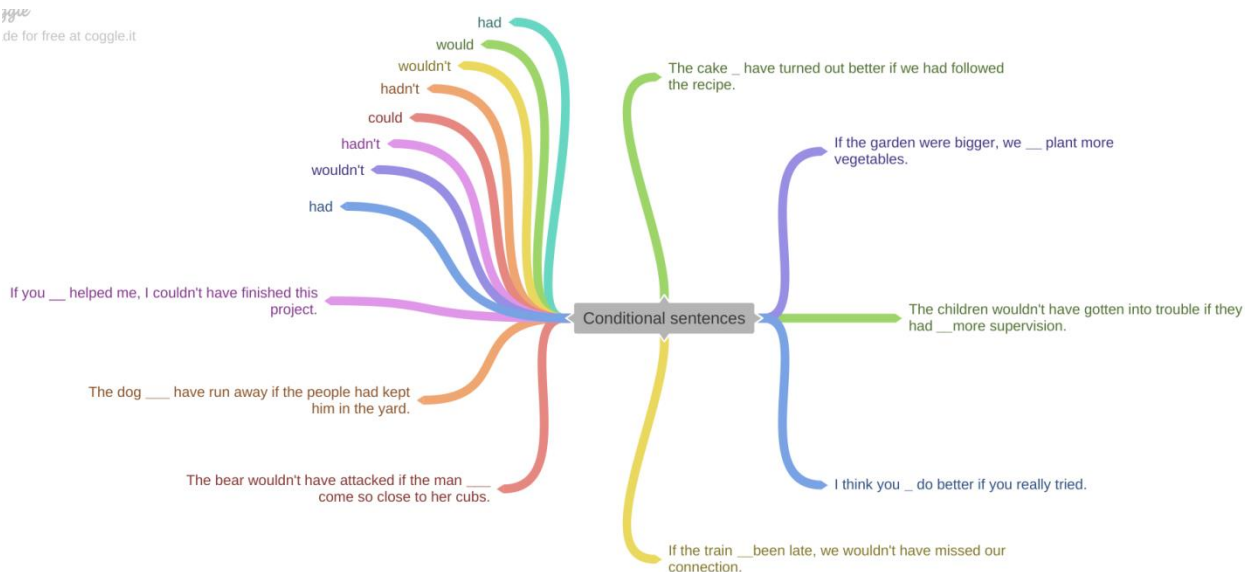 de for free at coggle.it
had
would
wouldn't
hadn't
could
hadn't
wouldn't
had
If you __ helped me, I couldn't have finished this
project.
The dog ___ have run away if the people had kept
him in the yard.
The bear wouldn't have attacked if the man ___
come so close to her cubs.
Conditional sentences
The cake _ have turned out better if we had followed
the recipe.
If the garden were bigger, we __ plant more
vegetables.
The children wouldn't have gotten into trouble if they
had __more supervision.
I think you _ do better if you really tried.
If the train __been late, we wouldn't have missed our
connection.